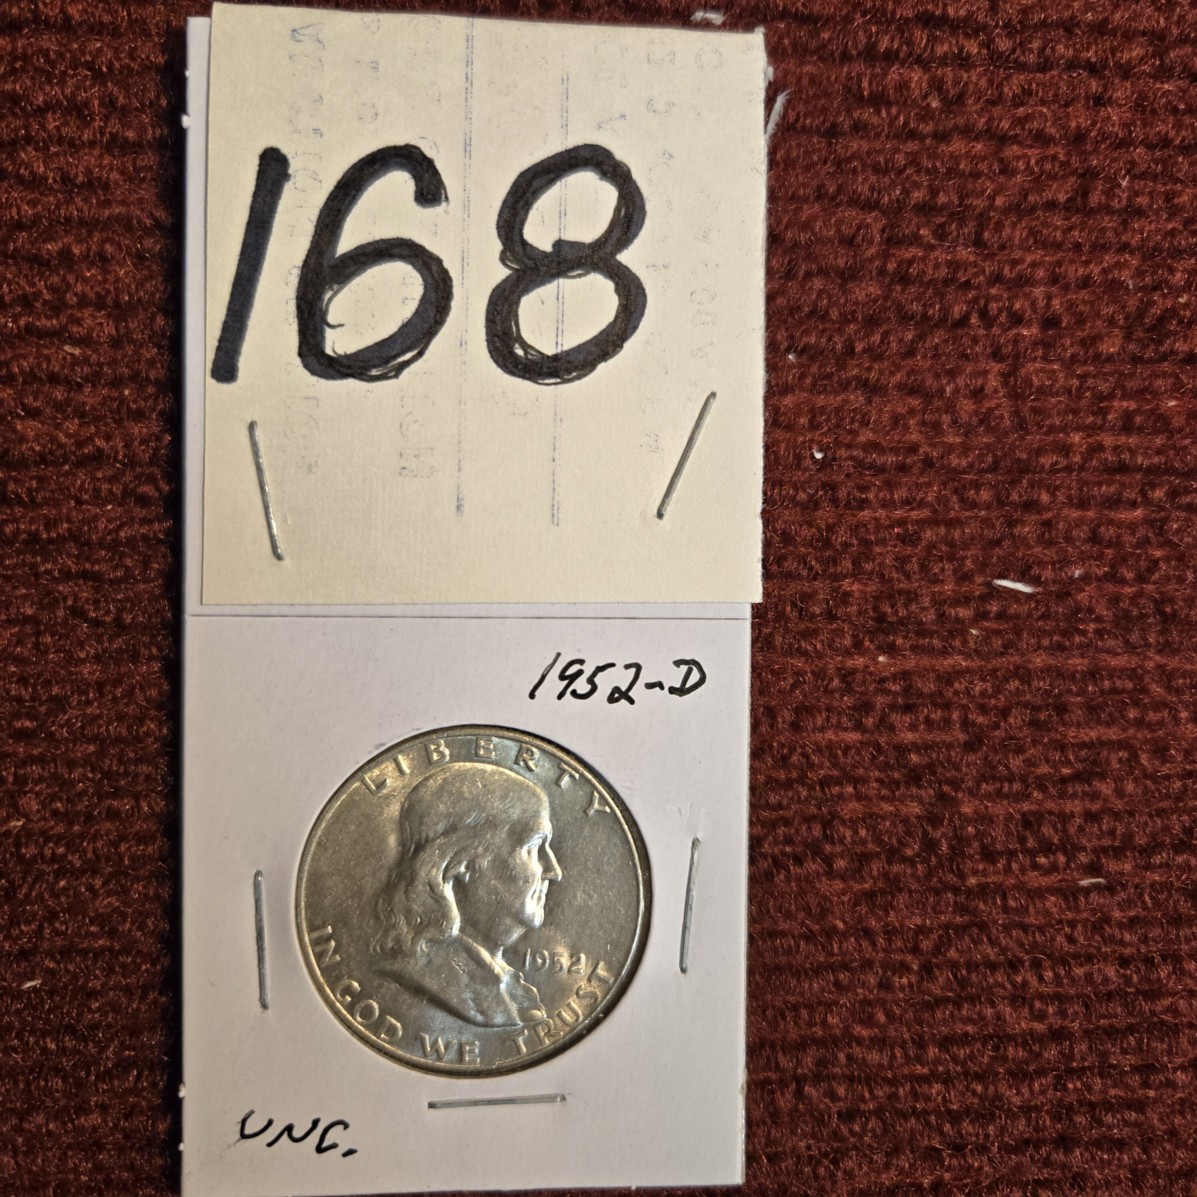 168
1952-D
LIBERTY
1952
IN GOD WE TRUST
UNC.